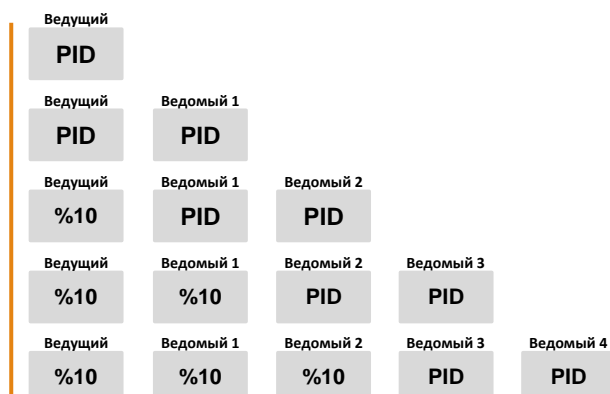 Ведущий
PID
Ведущий Ведомый 1
PID PID
Ведущий Ведомый 1 Ведомый 2
%10 PID PID
Ведущий Ведомый 1 Ведомый 2 Ведомый 3
%10 %10 PID PID
Ведущий Ведомый 1 Ведомый 2 Ведомый 3 Ведомый 4
%10 %10 %10 PID PID